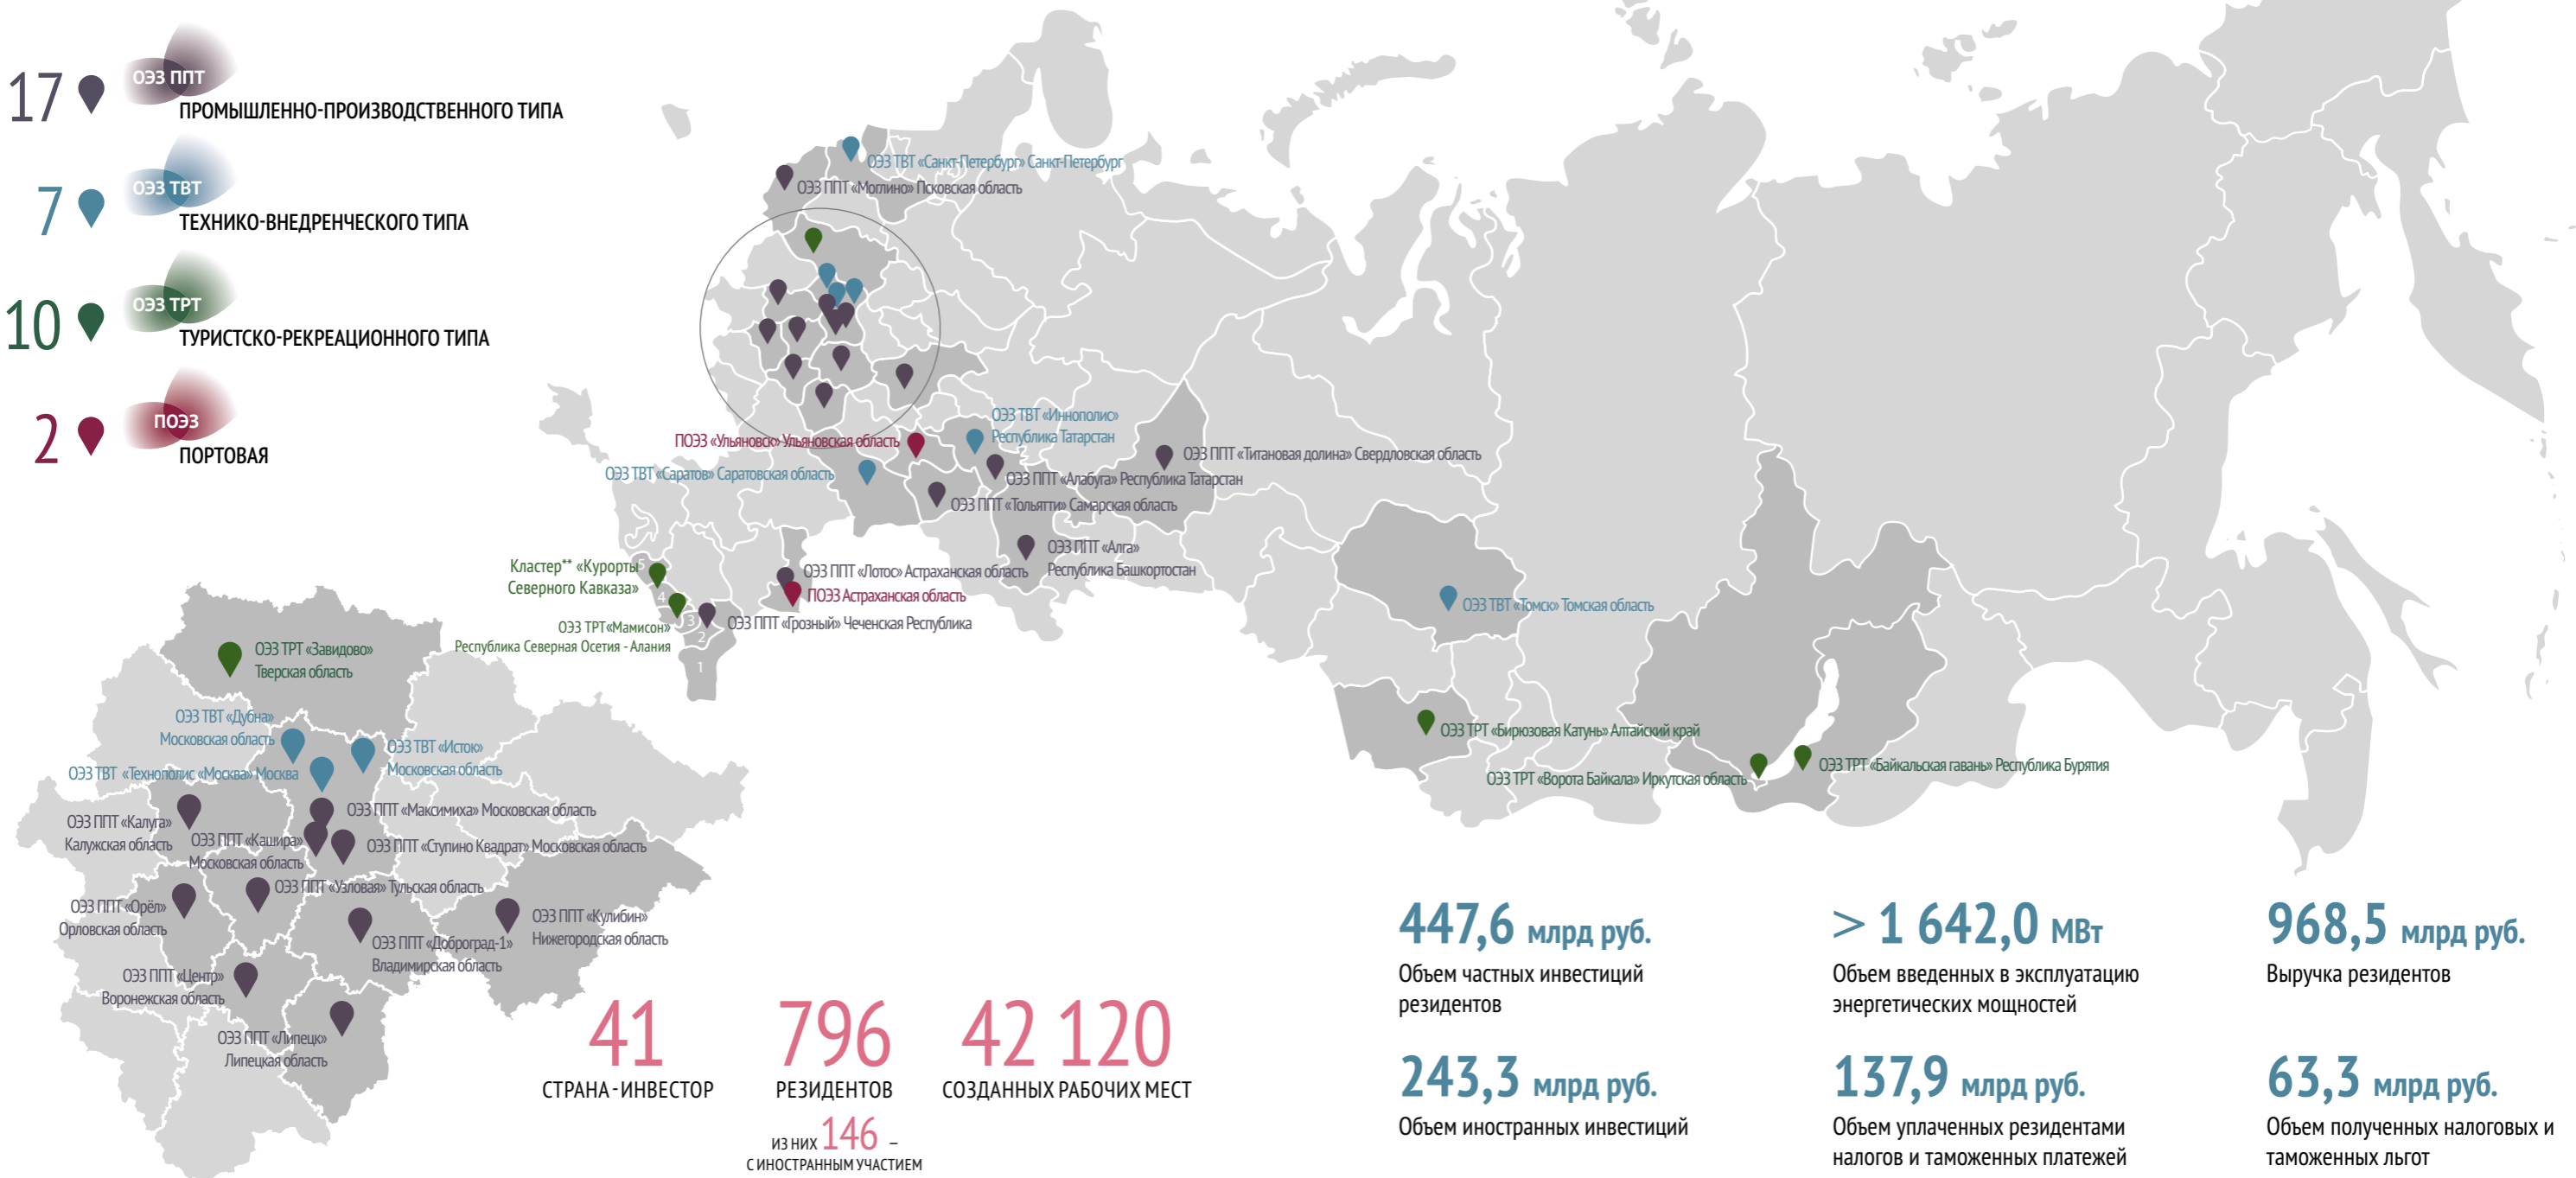 17
ОЭЗ ППТ
ПРОМЫШЛЕННО-ПРОИЗВОДСТВЕННОГО ТИПА
7
ОЭЗ ТВТ
ТЕХНИКО-ВНЕДРЕНЧЕСКОГО ТИПА
10
ОЭЗ ТРТ
ТУРИСТСКО-РЕКРЕАЦИОННОГО ТИПА
2
ПОЭЗ
ПОРТОВАЯ
ОЭЗ ТВТ «Санкт-Петербург» Санкт-Петербург
ОЭЗ ППТ «Моглино» Псковская область
ОЭЗ ТВТ «Иннополис»
Республика Татарстан
ПОЭЗ «Ульяновск» Ульяновская область
ОЭЗ ТВТ «Саратов» Саратовская область
ОЭЗ ППТ «Титановая долина» Свердловская область
ОЭЗ ППТ «Алабуга» Республика Татарстан
ОЭЗ ППТ «Тольятти» Самарская область
ОЭЗ ППТ «Алга»
Республика Башкортостан
Кластер** «Курорты
Северного Кавказа»
ОЭЗ ППТ «Лотос» Астраханская область
ПОЭЗ Астраханская область
ОЭЗ ППТ «Грозный» Чеченская Республика
ОЭЗ ТРТ«Мамисон»
Республика Северная Осетия - Алания
5
4
3
2
1
ОЭЗ ТВТ «Томск» Томская область
ОЭЗ ТРТ «Бирюзовая Катунь» Алтайский край
ОЭЗ ТРТ «Ворота Байкала» Иркутская область
ОЭЗ ТРТ «Байкальская гавань» Республика Бурятия
ОЭЗ ТРТ «Завидово»
Тверская область
ОЭЗ ТВТ «Дубна»
Московская область
ОЭЗ ТВТ «Исток»
Московская область
ОЭЗ ТВТ «Технополис «Москва» Москва
ОЭЗ ППТ «Максимиха» Московская область
ОЭЗ ППТ «Калуга»
Калужская область
ОЭЗ ППТ «Кашира»
Московская область
ОЭЗ ППТ «Ступино Квадрат» Московская область
ОЭЗ ППТ «Узловая» Тульская область
ОЭЗ ППТ «Орёл»
Орловская область
ОЭЗ ППТ «Кулибин»
Нижегородская область
ОЭЗ ППТ «Доброград-1»
Владимирская область
ОЭЗ ППТ «Центр»
Воронежская область
ОЭЗ ППТ «Липецк»
Липецкая область
41
СТРАНА-ИНВЕСТОР
796
РЕЗИДЕНТОВ
ИЗ НИХ 146 –
С ИНОСТРАННЫМ УЧАСТИЕМ
42 120
СОЗДАННЫХ РАБОЧИХ МЕСТ
447,6 млрд руб.
Объем частных инвестиций
резидентов
> 1 642,0 МВт
Объем введенных в эксплуатацию
энергетических мощностей
968,5 млрд руб.
Выручка резидентов
243,3 млрд руб.
Объем иностранных инвестиций
137,9 млрд руб.
Объем уплаченных резидентами
налогов и таможенных платежей
63,3 млрд руб.
Объем полученных налоговых и
таможенных льгот